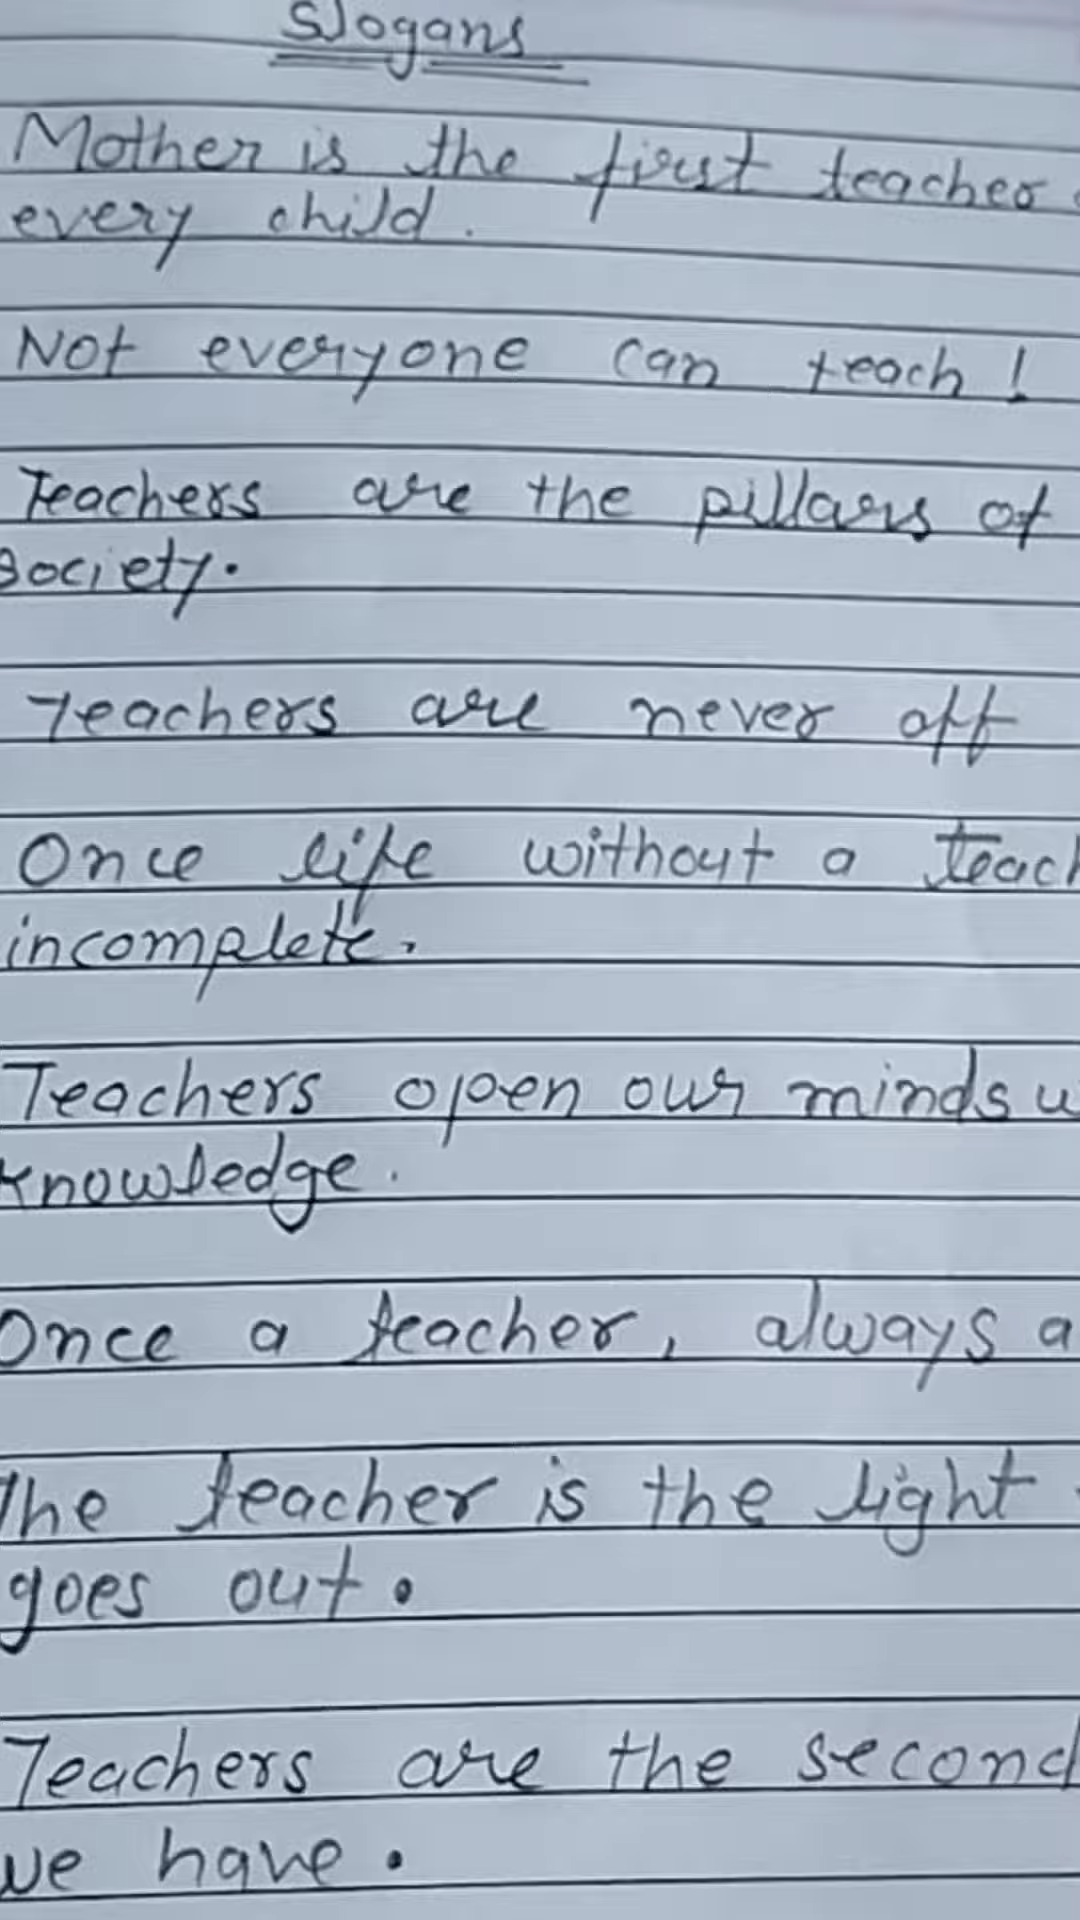 Slogans
Mother is the first teacher
every child.
Not everyone can teach!
Teachers are the pillars of
society.
Teachers are never off
Once life without a teach
incomplete.
Teachers open our minds
knowledge.
Once a teacher, always a
The teacher is the light
goes out.
Teachers are the second
we have.